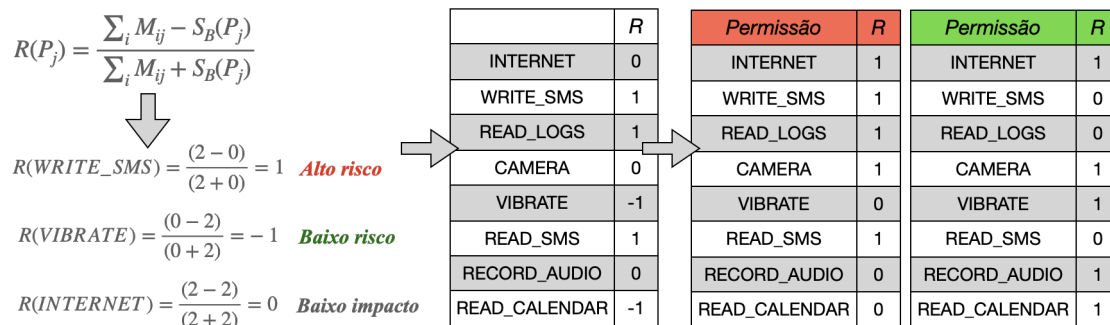 R(P_j) = (∑_i M_ij − S_B(P_j)) / (∑_i M_ij + S_B(P_j))
R(WRITE_SMS) = (2 − 0) / (2 + 0) = 1 Alto risco
R(VIBRATE) = (0 − 2) / (0 + 2) = − 1 Baixo risco
R(INTERNET) = (2 − 2) / (2 + 2) = 0 Baixo impacto
R
INTERNET 0
WRITE_SMS 1
READ_LOGS 1
CAMERA 0
VIBRATE -1
READ_SMS 1
RECORD_AUDIO 0
READ_CALENDAR -1
Permissão R
INTERNET 1
WRITE_SMS 1
READ_LOGS 1
CAMERA 1
VIBRATE 0
READ_SMS 1
RECORD_AUDIO 0
READ_CALENDAR 0
Permissão R
INTERNET 1
WRITE_SMS 0
READ_LOGS 0
CAMERA 1
VIBRATE 1
READ_SMS 0
RECORD_AUDIO 1
READ_CALENDAR 1